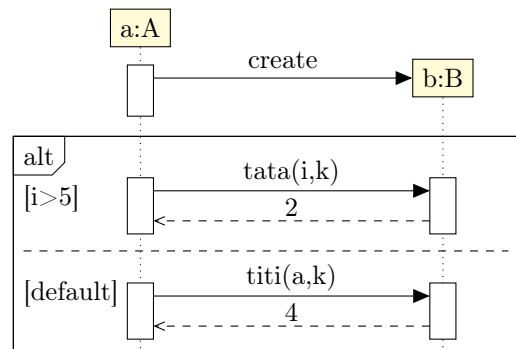 a:A
create
b:B
alt
[i>5]
tata(i,k)
2
[default]
titi(a,k)
4